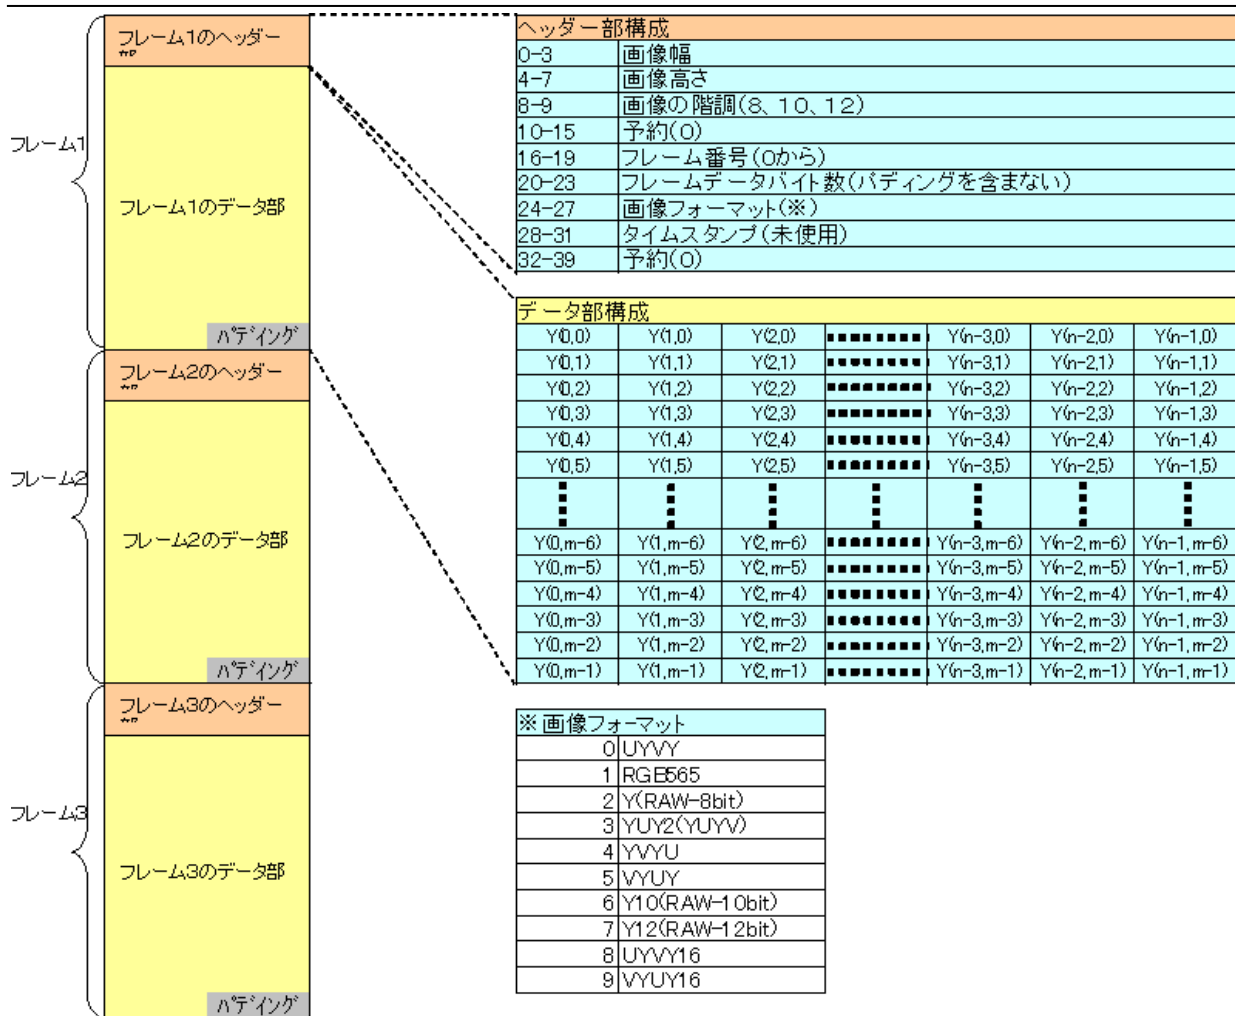 フレーム1
フレーム1のヘッダー
フレーム1のデータ部
パディング
フレーム2
フレーム2のヘッダー
フレーム2のデータ部
パディング
フレーム3
フレーム3のヘッダー
フレーム3のデータ部
パディング
ヘッダー部構成
0-3 画像幅
4-7 画像高さ
8-9 画像の階調(8、10、12)
10-15 予約(0)
16-19 フレーム番号(0から)
20-23 フレームデータバイト数(パディングを含まない)
24-27 画像フォーマット(※)
28-31 タイムスタンプ(未使用)
32-39 予約(0)
データ部構成
Y(0,0) Y(1,0) Y(2,0) Y(n-3,0) Y(n-2,0) Y(n-1,0)
Y(0,1) Y(1,1) Y(2,1) Y(n-3,1) Y(n-2,1) Y(n-1,1)
Y(0,2) Y(1,2) Y(2,2) Y(n-3,2) Y(n-2,2) Y(n-1,2)
Y(0,3) Y(1,3) Y(2,3) Y(n-3,3) Y(n-2,3) Y(n-1,3)
Y(0,4) Y(1,4) Y(2,4) Y(n-3,4) Y(n-2,4) Y(n-1,4)
Y(0,5) Y(1,5) Y(2,5) Y(n-3,5) Y(n-2,5) Y(n-1,5)
Y(0,m-6) Y(1,m-6) Y(2,m-6) Y(n-3,m-6) Y(n-2,m-6) Y(n-1,m-6)
Y(0,m-5) Y(1,m-5) Y(2,m-5) Y(n-3,m-5) Y(n-2,m-5) Y(n-1,m-5)
Y(0,m-4) Y(1,m-4) Y(2,m-4) Y(n-3,m-4) Y(n-2,m-4) Y(n-1,m-4)
Y(0,m-3) Y(1,m-3) Y(2,m-3) Y(n-3,m-3) Y(n-2,m-3) Y(n-1,m-3)
Y(0,m-2) Y(1,m-2) Y(2,m-2) Y(n-3,m-2) Y(n-2,m-2) Y(n-1,m-2)
Y(0,m-1) Y(1,m-1) Y(2,m-1) Y(n-3,m-1) Y(n-2,m-1) Y(n-1,m-1)
※画像フォーマット
0 UYVY
1 RGB565
2 Y(RAW-8bit)
3 YUY2(YUYV)
4 YVYU
5 VYUY
6 Y10(RAW-10bit)
7 Y12(RAW-12bit)
8 UYVY16
9 VYUY16